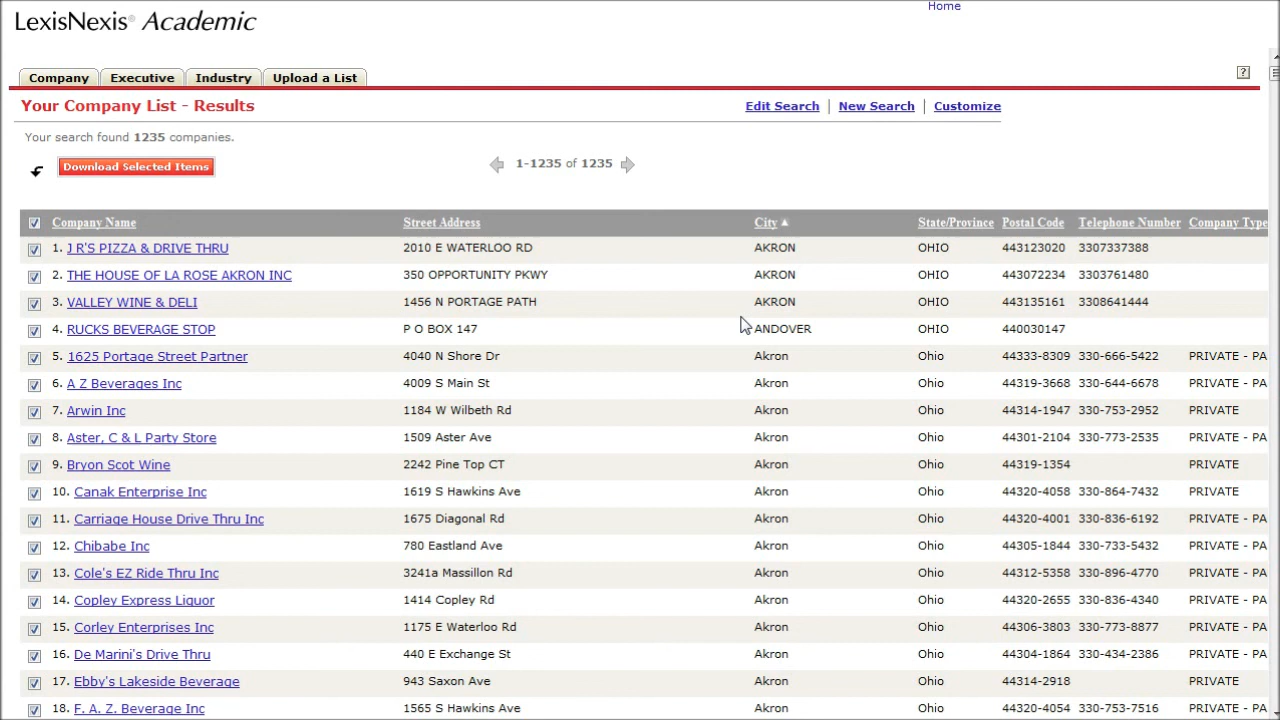 Home
LexisNexis® Academic
Company Executive Industry Upload a List ?
Your Company List - Results Edit Search | New Search | Customize
Your search found 1235 companies.
Download Selected Items 1-1235 of 1235
Company Name Street Address City State/Province Postal Code Telephone Number Company Type
1. J R'S PIZZA & DRIVE THRU 2010 E WATERLOO RD AKRON OHIO 443123020 3307337388
2. THE HOUSE OF LA ROSE AKRON INC 350 OPPORTUNITY PKWY AKRON OHIO 443072234 3303761480
3. VALLEY WINE & DELI 1456 N PORTAGE PATH AKRON OHIO 443135161 3308641444
4. RUCKS BEVERAGE STOP P O BOX 147 ANDOVER OHIO 440030147
5. 1625 Portage Street Partner 4040 N Shore Dr Akron Ohio 44333-8309 330-666-5422 PRIVATE - PA
6. A Z Beverages Inc 4009 S Main St Akron Ohio 44319-3668 330-644-6678 PRIVATE - PA
7. Arwin Inc 1184 W Wilbeth Rd Akron Ohio 44314-1947 330-753-2952 PRIVATE
8. Aster, C & L Party Store 1509 Aster Ave Akron Ohio 44301-2104 330-773-2535 PRIVATE - PA
9. Bryon Scot Wine 2242 Pine Top CT Akron Ohio 44319-1354 PRIVATE
10. Canak Enterprise Inc 1619 S Hawkins Ave Akron Ohio 44320-4058 330-864-7432 PRIVATE
11. Carriage House Drive Thru Inc 1675 Diagonal Rd Akron Ohio 44320-4001 330-836-6192 PRIVATE - PA
12. Chibabe Inc 780 Eastland Ave Akron Ohio 44305-1844 330-733-5432 PRIVATE - PA
13. Cole's EZ Ride Thru Inc 3241a Massillon Rd Akron Ohio 44312-5358 330-896-4770 PRIVATE - PA
14. Copley Express Liquor 1414 Copley Rd Akron Ohio 44320-2655 330-836-4340 PRIVATE - PA
15. Corley Enterprises Inc 1175 E Waterloo Rd Akron Ohio 44306-3803 330-773-8877 PRIVATE - PA
16. De Marini's Drive Thru 440 E Exchange St Akron Ohio 44304-1864 330-434-2386 PRIVATE - PA
17. Ebby's Lakeside Beverage 943 Saxon Ave Akron Ohio 44314-2918 PRIVATE - PA
18. F. A. Z. Beverage Inc 1565 S Hawkins Ave Akron Ohio 44320-4054 330-753-7516 PRIVATE - PA